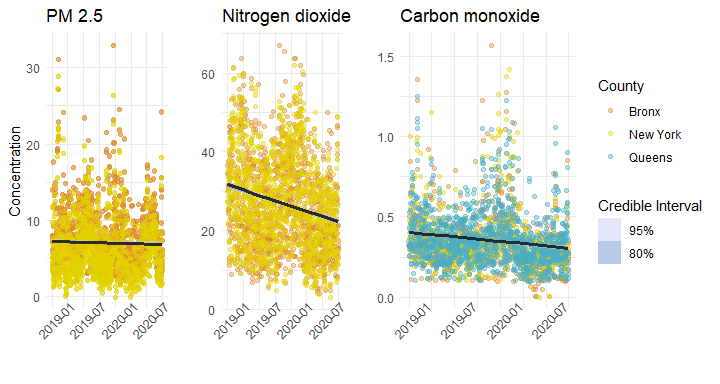 PM 2.5
Nitrogen dioxide
Carbon monoxide
Concentration
30
20
10
0
2019-01
2019-07
2020-01
2020-07
60
40
20
0
2019-01
2019-07
2020-01
2020-07
1.5
1.0
0.5
0.0
2019-01
2019-07
2020-01
2020-07
County
Bronx
New York
Queens
Credible Interval
95%
80%